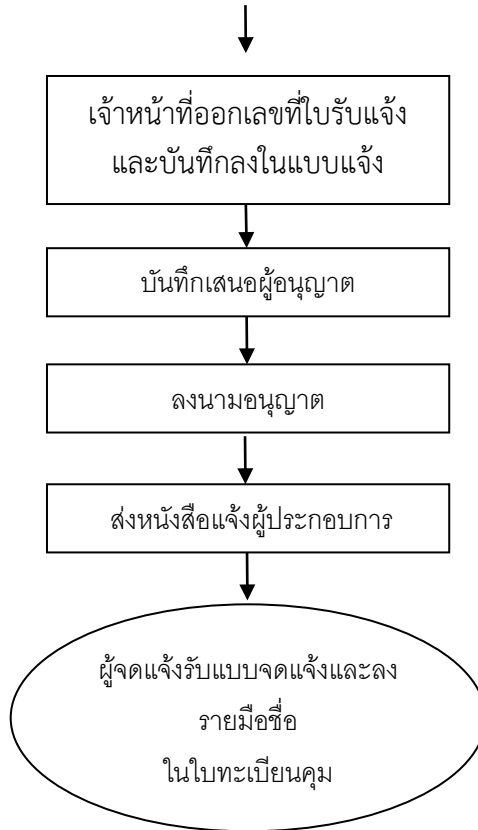 เจ้าหน้าที่ออกเลขที่ใบรับแจ้ง
และบันทึกลงในแบบแจ้ง
บันทึกเสนอผู้อนุญาต
ลงนามอนุญาต
ส่งหนังสือแจ้งผู้ประกอบการ
ผู้จดแจ้งรับแบบจดแจ้งและลง
รายมือชื่อ
ในใบทะเบียนคุม